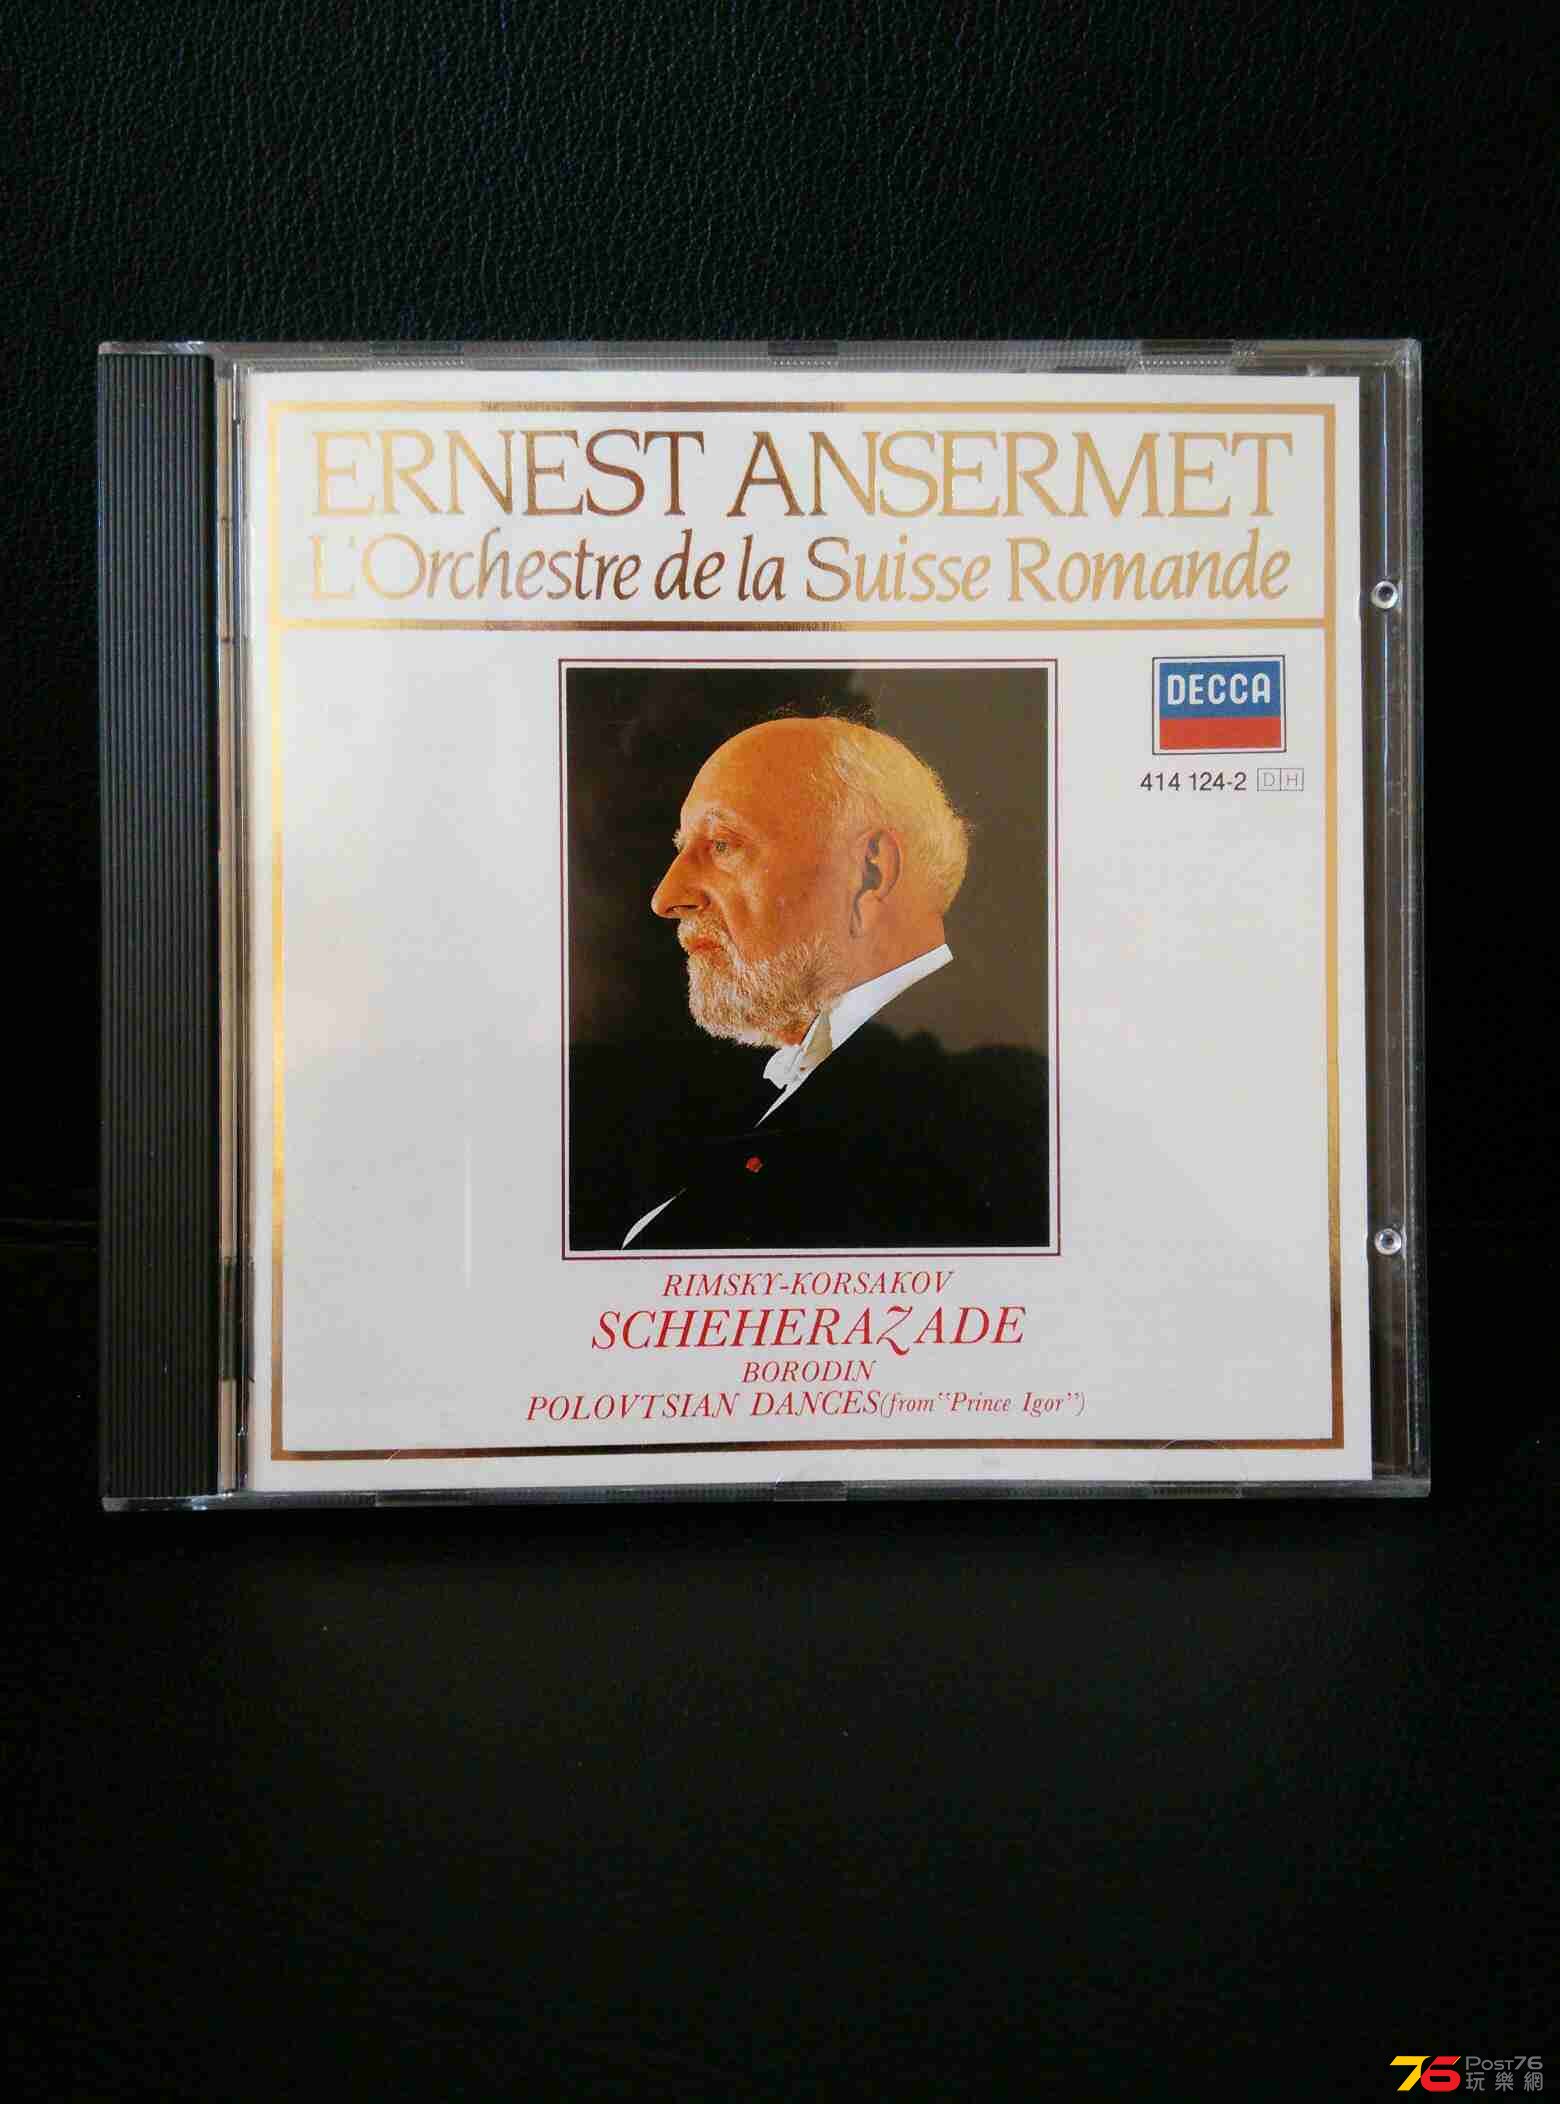 ERNEST ANSERMET
L'Orchestre de la Suisse Romande
DECCA
414 124-2 DH
RIMSKY-KORSAKOV
SCHEHERAZADE
BORODIN
POLOVTSIAN DANCES (from "Prince Igor")
76 POST76
玩樂網